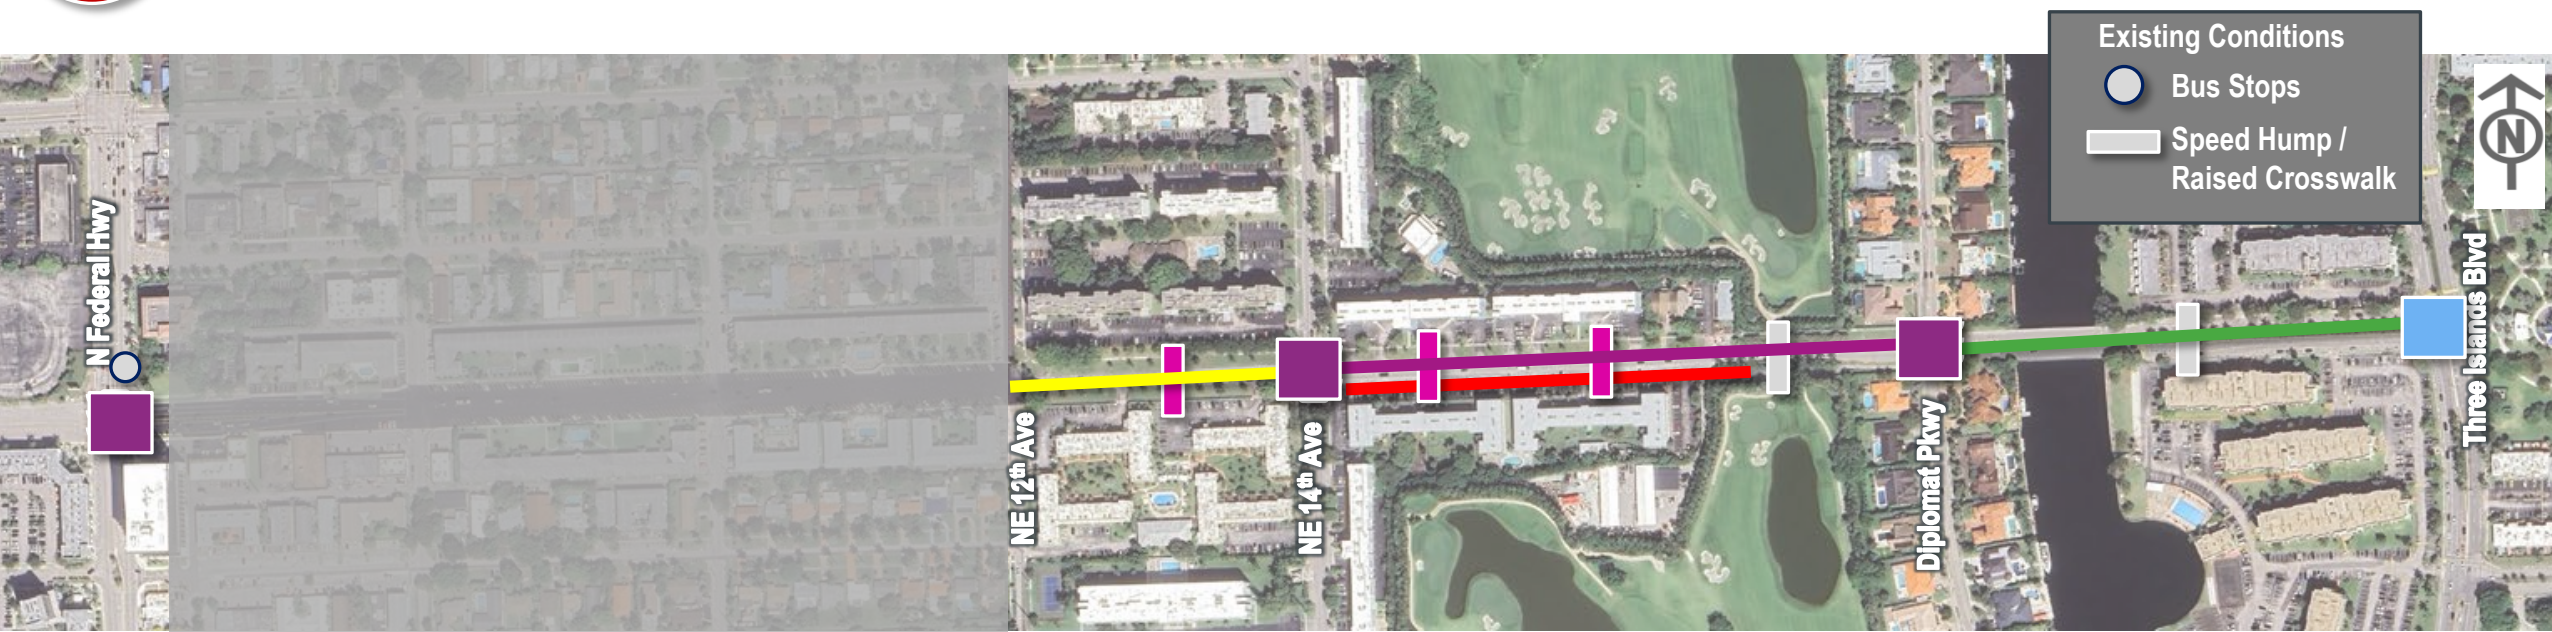 Existing Conditions
Bus Stops
Speed Hump /
Raised Crosswalk
N
N Federal Hwy
NE 12th Ave
NE 14th Ave
Diplomat Pkwy
Three Islands Blvd